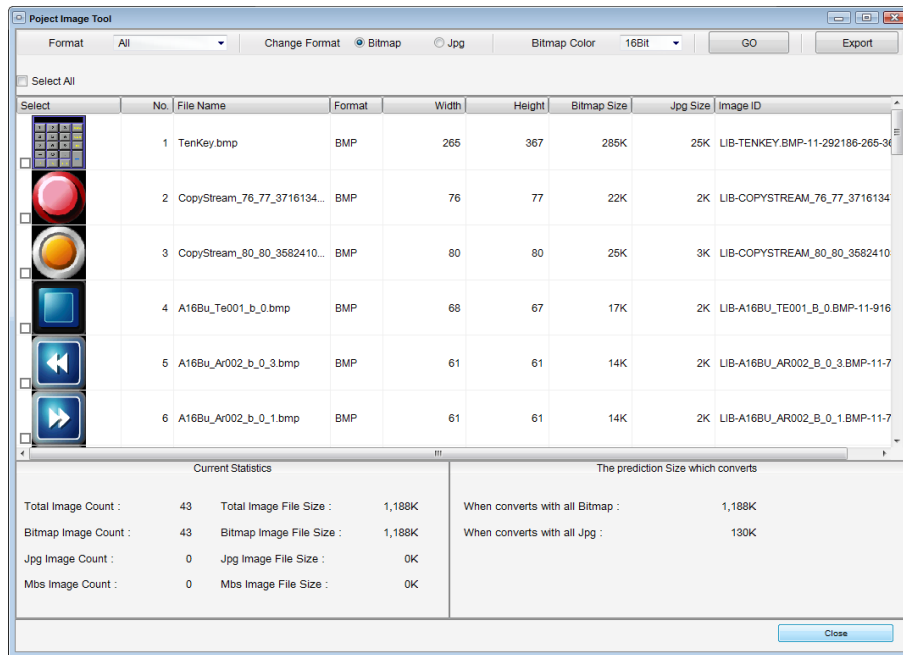 Poject Image Tool
Format All Change Format Bitmap Jpg Bitmap Color 16Bit GO Export
Select All
Select No. File Name Format Width Height Bitmap Size Jpg Size Image ID
1 TenKey.bmp BMP 265 367 285K 25K LIB-TENKEY.BMP-11-292186-265-36
2 CopyStream_76_77_3716134... BMP 76 77 22K 2K LIB-COPYSTREAM_76_77_3716134
3 CopyStream_80_80_3582410... BMP 80 80 25K 3K LIB-COPYSTREAM_80_80_3582410
4 A16Bu_Te001_b_0.bmp BMP 68 67 17K 2K LIB-A16BU_TE001_B_0.BMP-11-916
5 A16Bu_Ar002_b_0_3.bmp BMP 61 61 14K 2K LIB-A16BU_AR002_B_0_3.BMP-11-7
6 A16Bu_Ar002_b_0_1.bmp BMP 61 61 14K 2K LIB-A16BU_AR002_B_0_1.BMP-11-7
Current Statistics The prediction Size which converts
Total Image Count : 43 Total Image File Size : 1,188K When converts with all Bitmap : 1,188K
Bitmap Image Count : 43 Bitmap Image File Size : 1,188K When converts with all Jpg : 130K
Jpg Image Count : 0 Jpg Image File Size : 0K
Mbs Image Count : 0 Mbs Image File Size : 0K
Close